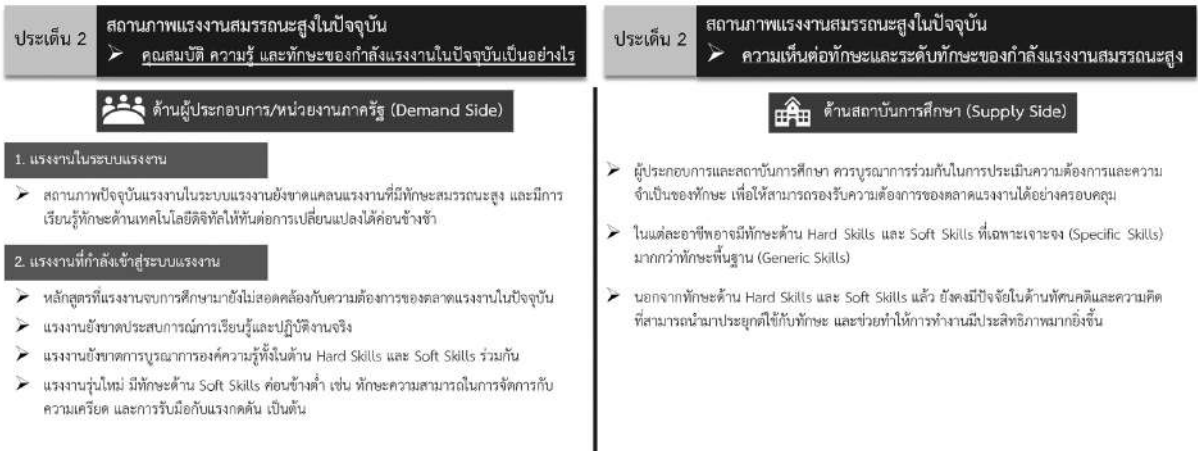 ประเด็น 2
สถานภาพแรงงานสมรรถนะสูงในปัจจุบัน
➢ คุณสมบัติ ความรู้ และทักษะของกำลังแรงงานในปัจจุบันเป็นอย่างไร
ด้านผู้ประกอบการ/หน่วยงานภาครัฐ (Demand Side)
1. แรงงานในระบบแรงงาน
➢ สถานภาพปัจจุบันแรงงานในระบบแรงงานยังขาดแคลนแรงงานที่มีทักษะสมรรถนะสูง และมีการ
เรียนรู้ทักษะด้านเทคโนโลยีดิจิทัลให้ทันต่อการเปลี่ยนแปลงได้ค่อนข้างช้า
2. แรงงานที่กำลังเข้าสู่ระบบแรงงาน
➢ หลักสูตรที่แรงงานจบการศึกษามายังไม่สอดคล้องกับความต้องการของตลาดแรงงานในปัจจุบัน
➢ แรงงานยังขาดประสบการณ์การเรียนรู้และปฏิบัติงานจริง
➢ แรงงานยังขาดการบูรณาการองค์ความรู้ทั้งในด้าน Hard Skills และ Soft Skills ร่วมกัน
➢ แรงงานรุ่นใหม่ มีทักษะด้าน Soft Skills ค่อนข้างต่ำ เช่น ทักษะความสามารถในการจัดการกับ
ความเครียด และการรับมือกับแรงกดดัน เป็นต้น
ประเด็น 2
สถานภาพแรงงานสมรรถนะสูงในปัจจุบัน
➢ ความเห็นต่อทักษะและระดับทักษะของกำลังแรงงานสมรรถนะสูง
ด้านสถาบันการศึกษา (Supply Side)
➢ ผู้ประกอบการและสถาบันการศึกษา ควรบูรณาการร่วมกันในการประเมินความต้องการและความ
จำเป็นของทักษะ เพื่อให้สามารถรองรับความต้องการของตลาดแรงงานได้อย่างครอบคลุม
➢ ในแต่ละอาชีพอาจมีทักษะด้าน Hard Skills และ Soft Skills ที่เฉพาะเจาะจง (Specific Skills)
มากกว่าทักษะพื้นฐาน (Generic Skills)
➢ นอกจากทักษะด้าน Hard Skills และ Soft Skills แล้ว ยังคงมีปัจจัยในด้านทัศนคติและความคิด
ที่สามารถนำมาประยุกต์ใช้กับทักษะ และช่วยทำให้การทำงานมีประสิทธิภาพมากยิ่งขึ้น